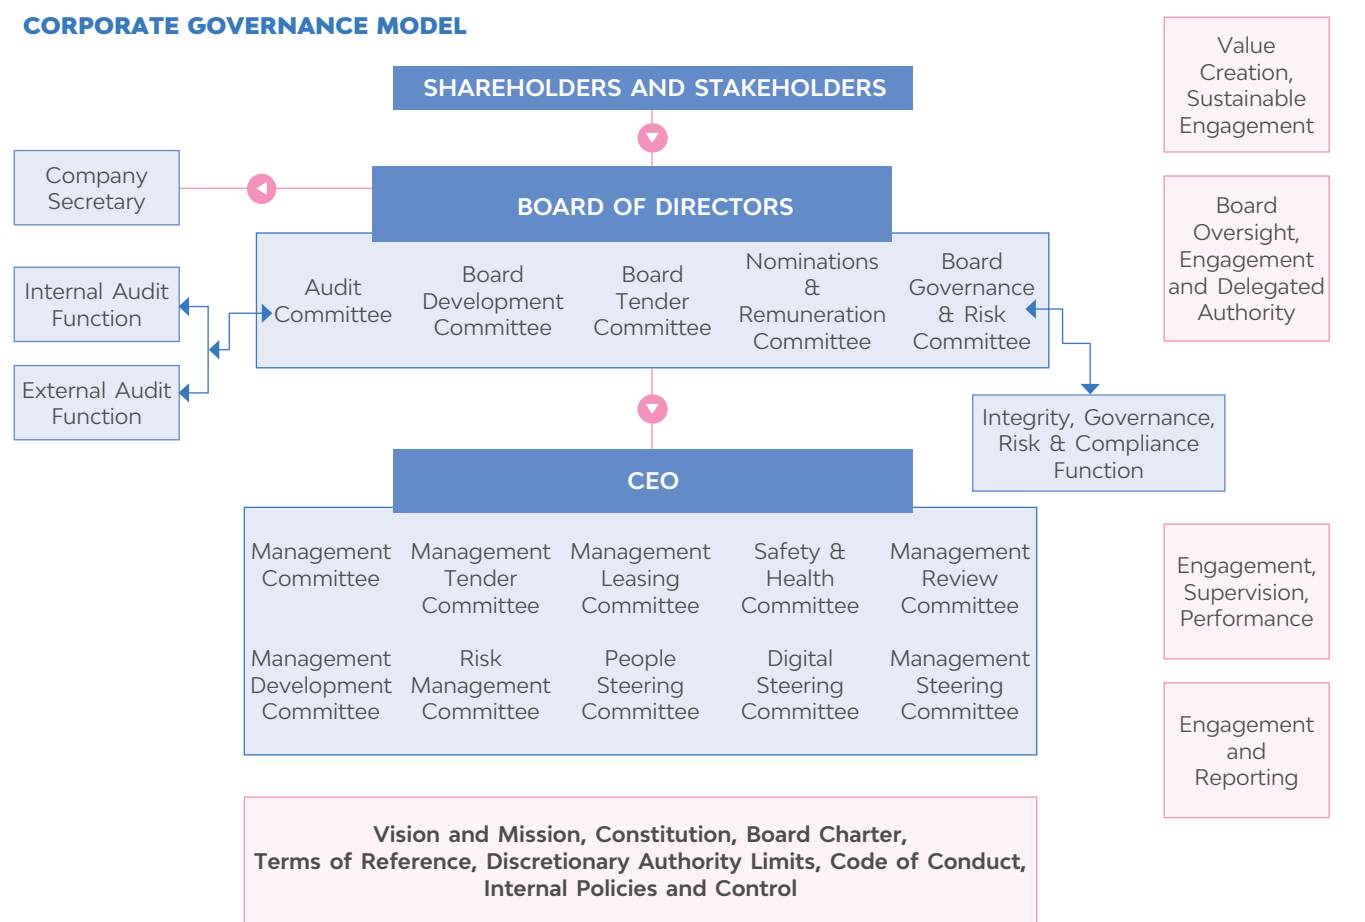 CORPORATE GOVERNANCE MODEL
SHAREHOLDERS AND STAKEHOLDERS
Value
Creation,
Sustainable
Engagement
Company
Secretary
BOARD OF DIRECTORS
Board
Oversight,
Engagement
and Delegated
Authority
Internal Audit
Function
External Audit
Function
Audit
Committee
Board
Development
Committee
Board
Tender
Committee
Nominations
&
Remuneration
Committee
Board
Governance
& Risk
Committee
Integrity, Governance,
Risk & Compliance
Function
CEO
Management
Committee
Management
Tender
Committee
Management
Leasing
Committee
Safety &
Health
Committee
Management
Review
Committee
Management
Development
Committee
Risk
Management
Committee
People
Steering
Committee
Digital
Steering
Committee
Management
Steering
Committee
Engagement,
Supervision,
Performance
Engagement
and
Reporting
Vision and Mission, Constitution, Board Charter,
Terms of Reference, Discretionary Authority Limits, Code of Conduct,
Internal Policies and Control